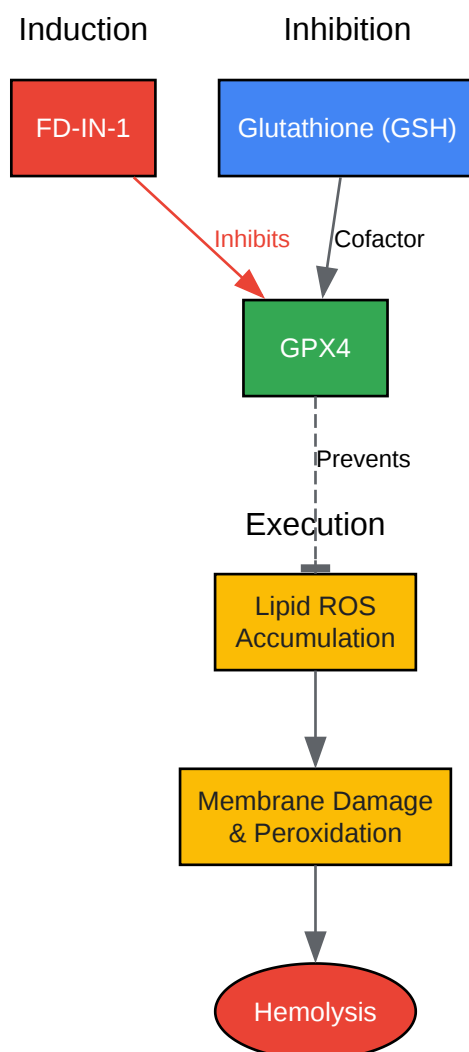 Induction
Inhibition
FD-IN-1
Glutathione (GSH)
Inhibits
Cofactor
GPX4
Prevents
Execution
Lipid ROS
Accumulation
Membrane Damage
& Peroxidation
Hemolysis